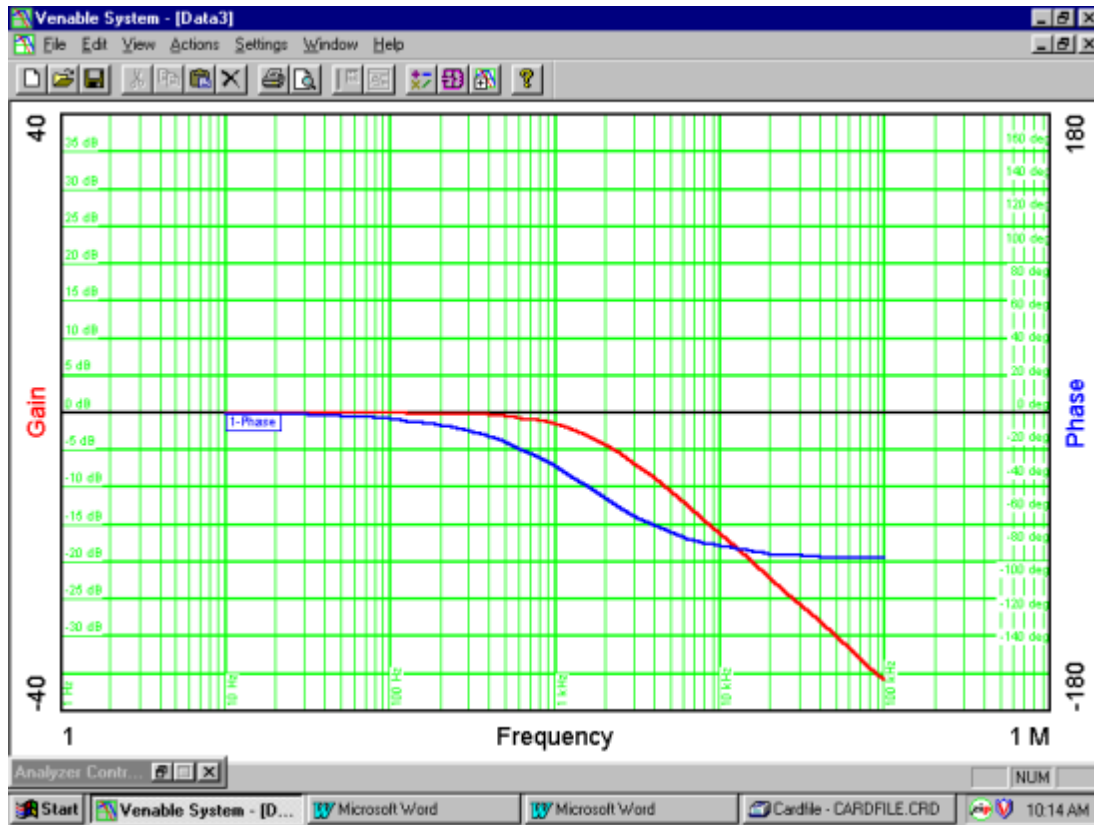 Venable System - [Data3]
File Edit View Actions Settings Window Help
40
180
35 dB
30 dB
25 dB
20 dB
15 dB
10 dB
5 dB
0 dB
-5 dB
-10 dB
-15 dB
-20 dB
-25 dB
-30 dB
160 deg
140 deg
120 deg
100 deg
80 deg
60 deg
40 deg
20 deg
0 deg
-20 deg
-40 deg
-60 deg
-80 deg
-100 deg
-120 deg
-140 deg
Gain
Phase
1-Phase
1 Hz
10 Hz
100 Hz
1 kHz
10 kHz
100 kHz
-40
-180
1
Frequency
1 M
Analyzer Contr...
NUM
Start
Venable System - [D...
Microsoft Word
Microsoft Word
Cardfile - CARDFILE.CRD
10:14 AM